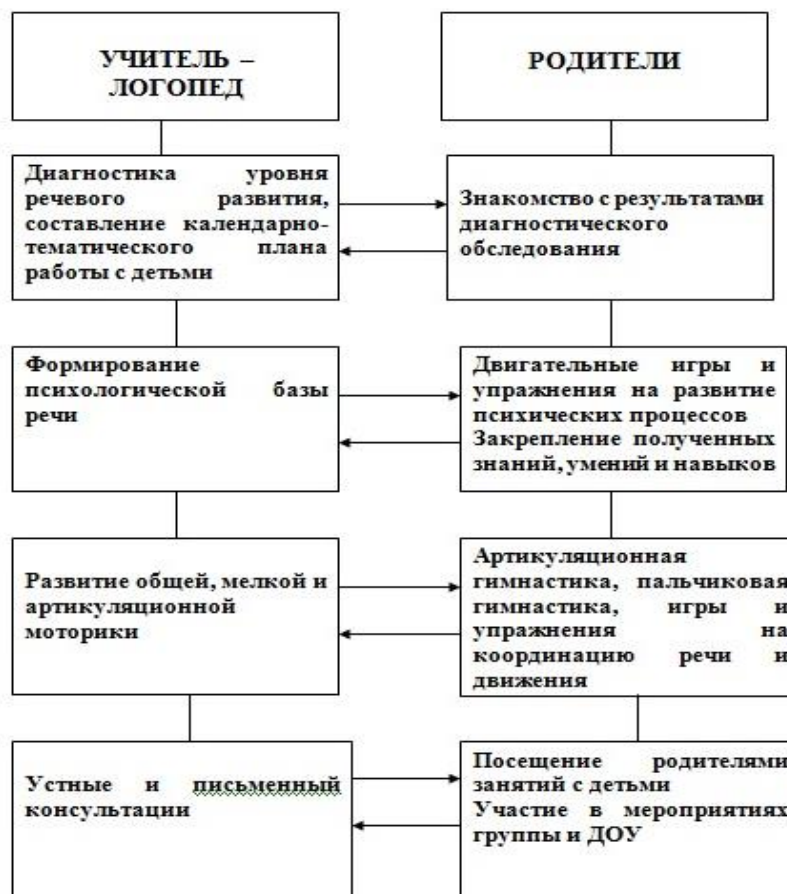 УЧИТЕЛЬ –
ЛОГОПЕД
РОДИТЕЛИ
Диагностика уровня
речевого развития,
составление календарно-
тематического плана
работы с детьми
Знакомство с результатами
диагностического
обследования
Формирование
психологической базы
речи
Двигательные игры и
упражнения на развитие
психических процессов
Закрепление полученных
знаний, умений и навыков
Развитие общей, мелкой и
артикуляционной
моторики
Артикуляционная
гимнастика, пальчиковая
гимнастика, игры и
упражнения на
координацию речи и
движения
Устные и письменный
консультации
Посещение родителями
занятий с детьми
Участие в мероприятиях
группы и ДОУ